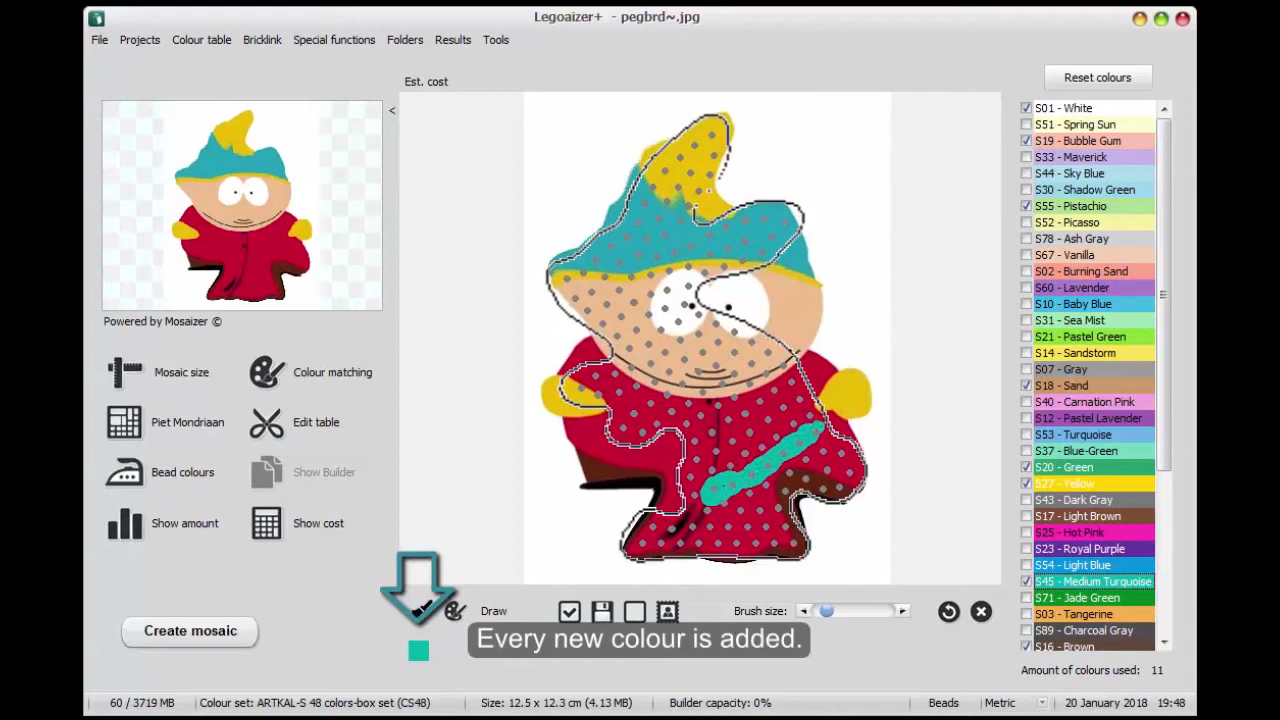 Legoaizer+ - pegbrd~.jpg
File Projects Colour table Bricklink Special functions Folders Results Tools
Est. cost
Reset colours
<
S01 - White
S51 - Spring Sun
S19 - Bubble Gum
S33 - Maverick
S44 - Sky Blue
S30 - Shadow Green
S55 - Pistachio
S52 - Picasso
S78 - Ash Gray
S67 - Vanilla
S02 - Burning Sand
S60 - Lavender
S10 - Baby Blue
S31 - Sea Mist
S21 - Pastel Green
S14 - Sandstorm
S07 - Gray
S18 - Sand
S40 - Carnation Pink
S12 - Pastel Lavender
S53 - Turquoise
S37 - Blue-Green
S20 - Green
S27 - Yellow
S43 - Dark Gray
S17 - Light Brown
S25 - Hot Pink
S23 - Royal Purple
S54 - Light Blue
S45 - Medium Turquoise
S71 - Jade Green
S03 - Tangerine
S89 - Charcoal Gray
S16 - Brown
Amount of colours used: 11
Powered by Mosaizer ©
Mosaic size Colour matching
Piet Mondriaan Edit table
Bead colours Show Builder
Show amount Show cost
Create mosaic
Draw
Brush size:
Every new colour is added.
60 / 3719 MB Colour set: ARTKAL-S 48 colors-box set (CS48) Size: 12.5 x 12.3 cm (4.13 MB) Builder capacity: 0% Beads Metric 20 January 2018 19:48